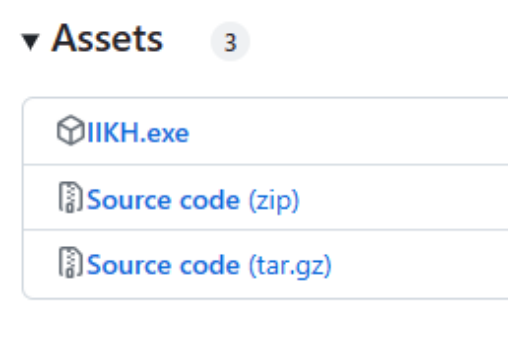 Assets 3
IIKH.exe
Source code (zip)
Source code (tar.gz)